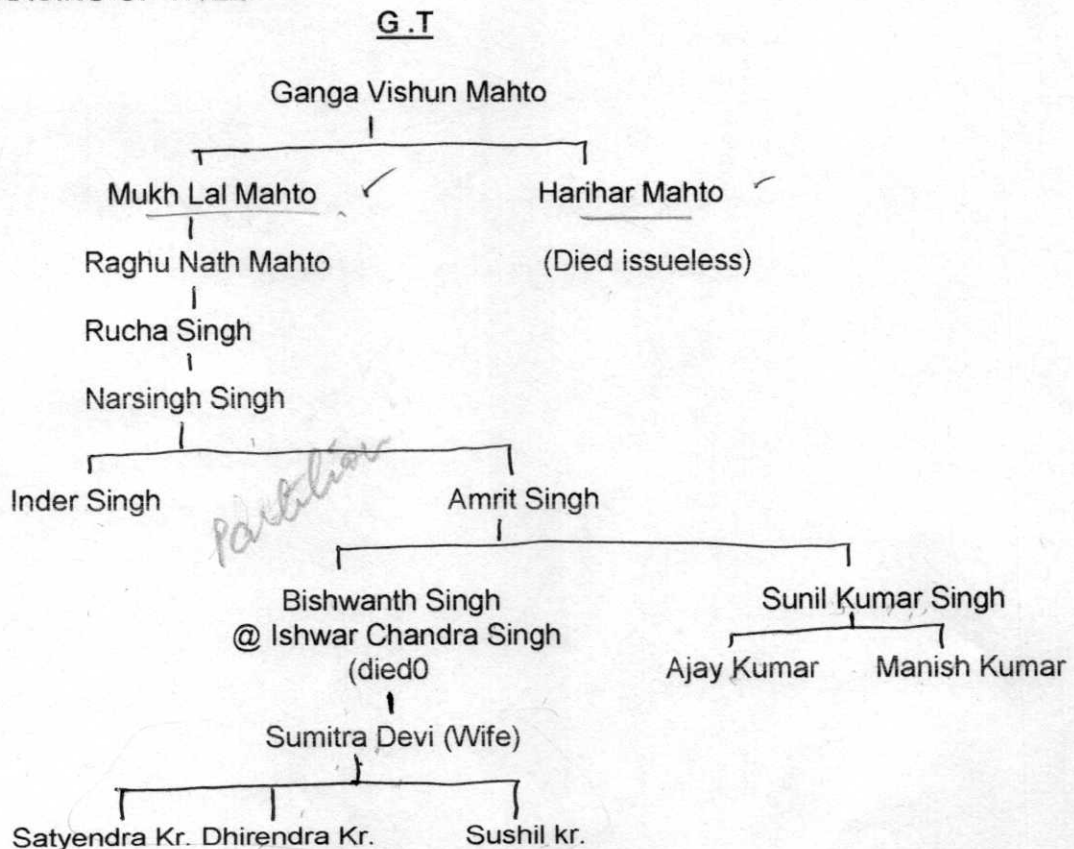 G .T
Ganga Vishun Mahto
Mukh Lal Mahto Harihar Mahto
Raghu Nath Mahto (Died issueless)
Rucha Singh
Narsingh Singh
Inder Singh Amrit Singh
Partition
Bishwanth Singh Sunil Kumar Singh
@ Ishwar Chandra Singh
(died0 Ajay Kumar Manish Kumar
Sumitra Devi (Wife)
Satyendra Kr. Dhirendra Kr. Sushil kr.